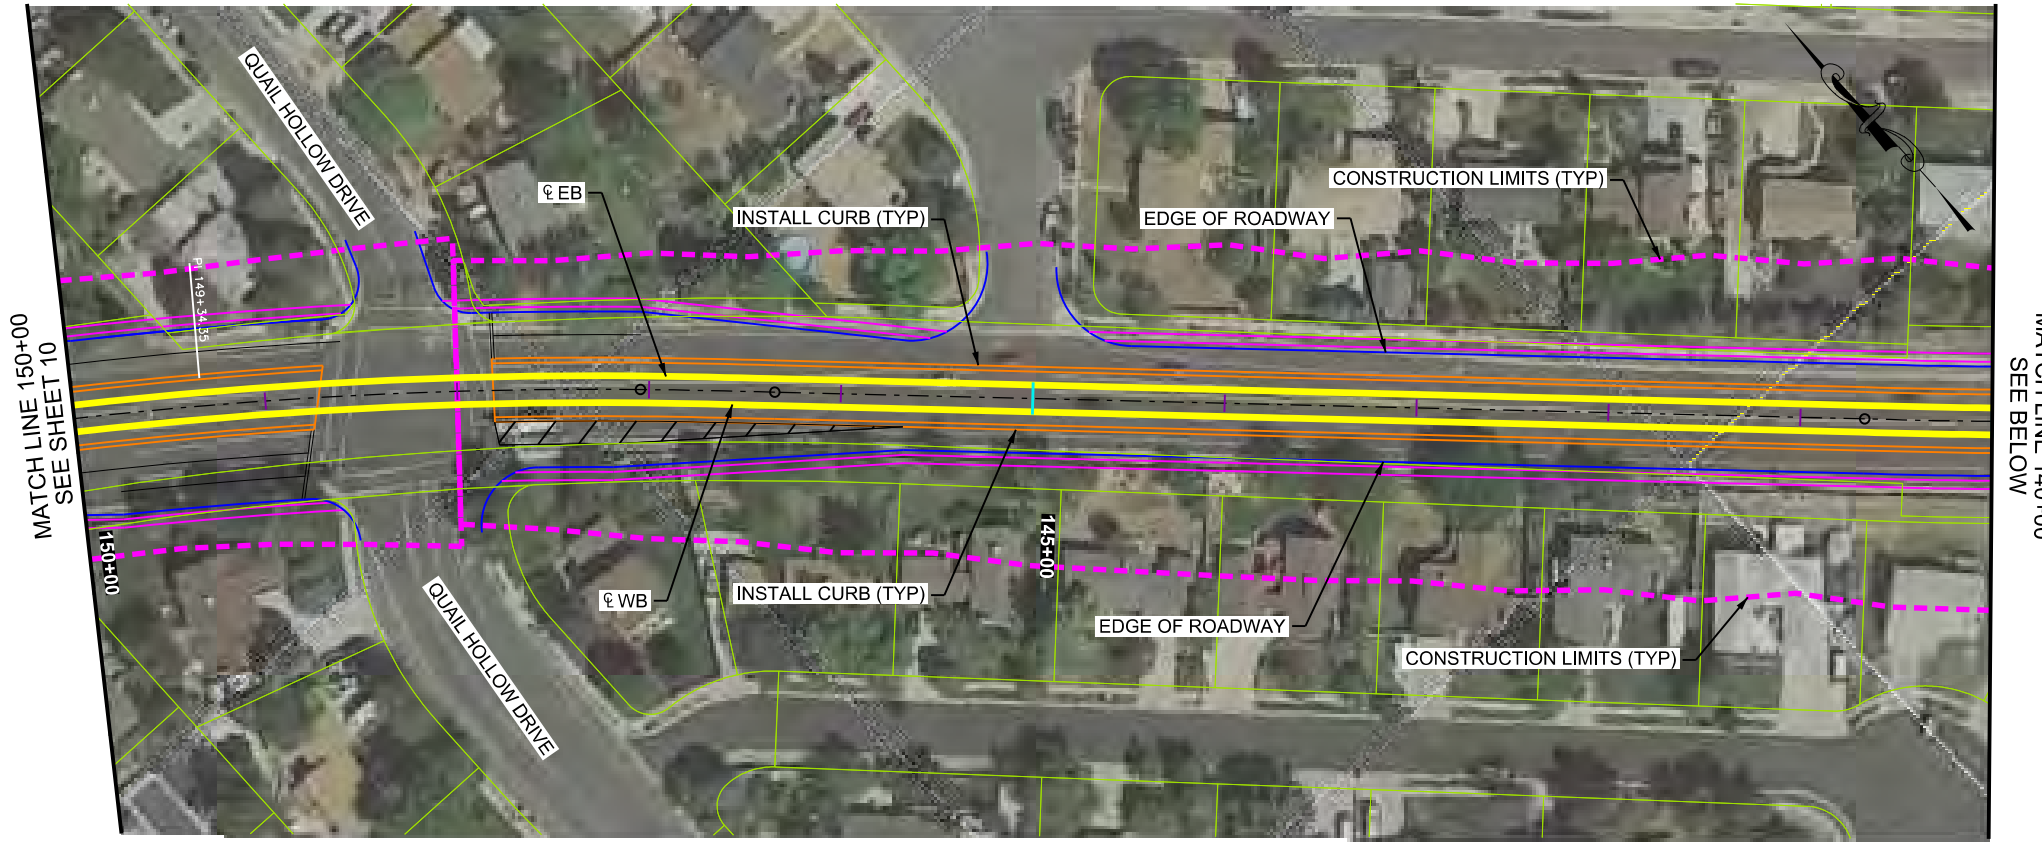 QUAIL HOLLOW DRIVE
℄ EB
INSTALL CURB (TYP)
EDGE OF ROADWAY
CONSTRUCTION LIMITS (TYP)
PI 149+34.35
MATCH LINE 150+00
SEE SHEET 10
150+00
145+00
SEE BELOW
℄ WB
INSTALL CURB (TYP)
EDGE OF ROADWAY
CONSTRUCTION LIMITS (TYP)
QUAIL HOLLOW DRIVE